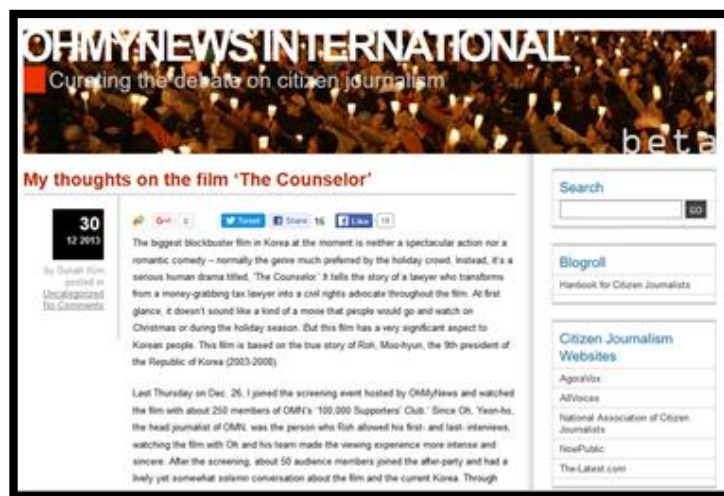 OHMYNEWS INTERNATIONAL
Curating the debate on citizen journalism
beta
My thoughts on the film ‘The Counselor’
30
12 2013
by Sunah Kim
posted in
Uncategorized
No Comments
G+1 0 Tweet Share 16 Like 16
The biggest blockbuster film in Korea at the moment is neither a spectacular action nor a
romantic comedy – normally the genre much preferred by the holiday crowd. Instead, it’s a
serious human drama titled, ‘The Counselor.’ It tells the story of a lawyer who transforms
from a money-grabbing tax lawyer into a civil rights advocate throughout the film. At first
glance, it doesn’t sound like a kind of a movie that people would go and watch on
Christmas or during the holiday season. But this film has a very significant aspect to
Korean people. This film is based on the true story of Roh, Moo-hyun, the 9th president of
the Republic of Korea (2003-2008).
Last Thursday on Dec. 26, I joined the screening event hosted by OhMyNews and watched
the film with about 250 members of OMN’s ‘100,000 Supporters’ Club.’ Since Oh, Yeon-ho,
the head journalist of OMN, was the person who Roh allowed his first- and last- interviews,
watching the film with Oh and his team made the viewing experience more intense and
sincere. After the screening, about 50 audience members joined the after-party and had a
lively yet somewhat solemn conversation about the film and the current Korea. Through
Search
GO
Blogroll
Hanbook for Citizen Journalists
Citizen Journalism
Websites
AgoraVox
AllVoices
National Association of Citizen
Journalists
NowPublic
The-Latest.com